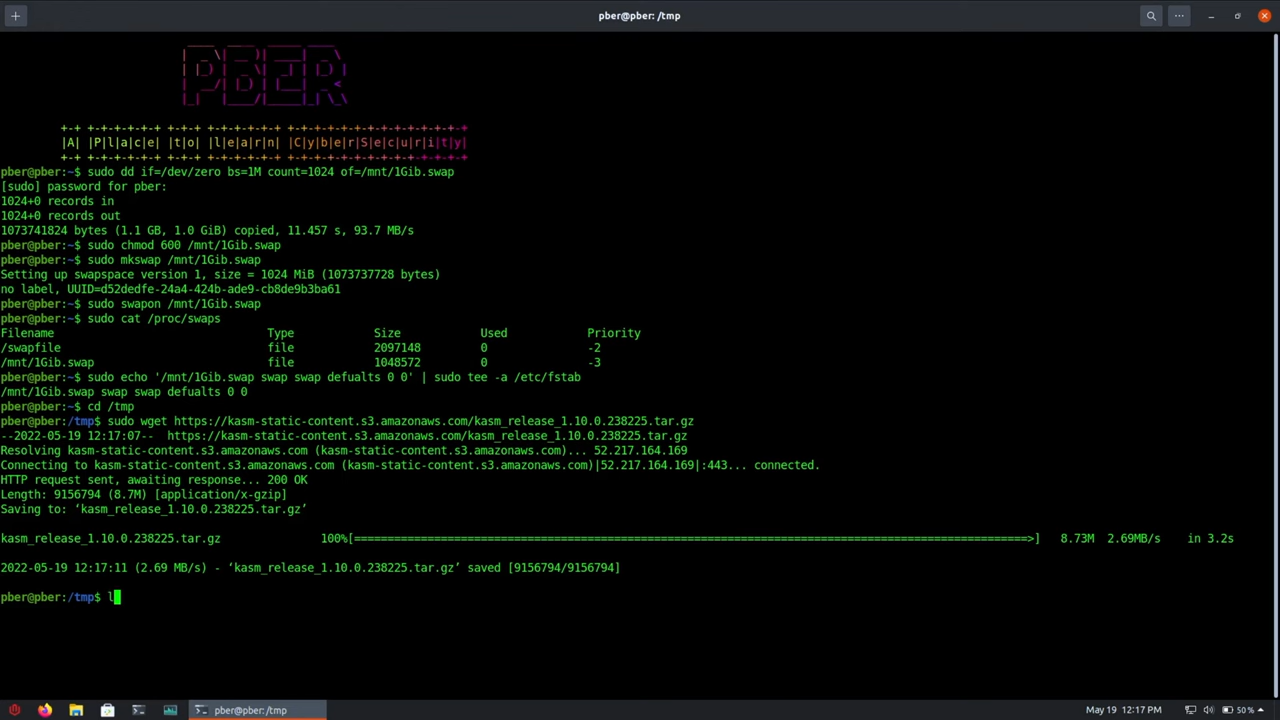 pber@pber: /tmp
PBER
|A| |P|l|a|c|e| |t|o| |l|e|a|r|n| |C|y|b|e|r|S|e|c|u|r|i|t|y|
pber@pber:~$ sudo dd if=/dev/zero bs=1M count=1024 of=/mnt/1Gib.swap
[sudo] password for pber:
1024+0 records in
1024+0 records out
1073741824 bytes (1.1 GB, 1.0 GiB) copied, 11.457 s, 93.7 MB/s
pber@pber:~$ sudo chmod 600 /mnt/1Gib.swap
pber@pber:~$ sudo mkswap /mnt/1Gib.swap
Setting up swapspace version 1, size = 1024 MiB (1073737728 bytes)
no label, UUID=d52dedfe-24a4-424b-ade9-cb8de9b3ba61
pber@pber:~$ sudo swapon /mnt/1Gib.swap
pber@pber:~$ sudo cat /proc/swaps
Filename Type Size Used Priority
/swapfile file 2097148 0 -2
/mnt/1Gib.swap file 1048572 0 -3
pber@pber:~$ sudo echo '/mnt/1Gib.swap swap swap defualts 0 0' | sudo tee -a /etc/fstab
/mnt/1Gib.swap swap swap defualts 0 0
pber@pber:~$ cd /tmp
pber@pber:/tmp$ sudo wget https://kasm-static-content.s3.amazonaws.com/kasm_release_1.10.0.238225.tar.gz
--2022-05-19 12:17:07-- https://kasm-static-content.s3.amazonaws.com/kasm_release_1.10.0.238225.tar.gz
Resolving kasm-static-content.s3.amazonaws.com (kasm-static-content.s3.amazonaws.com)... 52.217.164.169
Connecting to kasm-static-content.s3.amazonaws.com (kasm-static-content.s3.amazonaws.com)|52.217.164.169|:443... connected.
HTTP request sent, awaiting response... 200 OK
Length: 9156794 (8.7M) [application/x-gzip]
Saving to: ‘kasm_release_1.10.0.238225.tar.gz’
kasm_release_1.10.0.238225.tar.gz 100%[===================================================================================================>] 8.73M 2.69MB/s in 3.2s
2022-05-19 12:17:11 (2.69 MB/s) - ‘kasm_release_1.10.0.238225.tar.gz’ saved [9156794/9156794]
pber@pber:/tmp$ l
pber@pber: /tmp
May 19, 12:17 PM
50 %